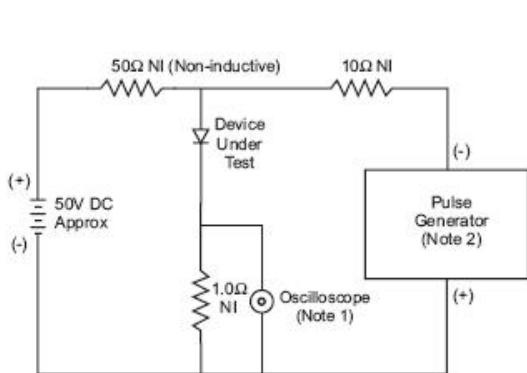 50Ω NI (Non-inductive)
10Ω NI
Device
Under
Test
(+)
50V DC
Approx
(-)
(-)
Pulse
Generator
(Note 2)
(+)
1.0Ω
NI
Oscilloscope
(Note 1)